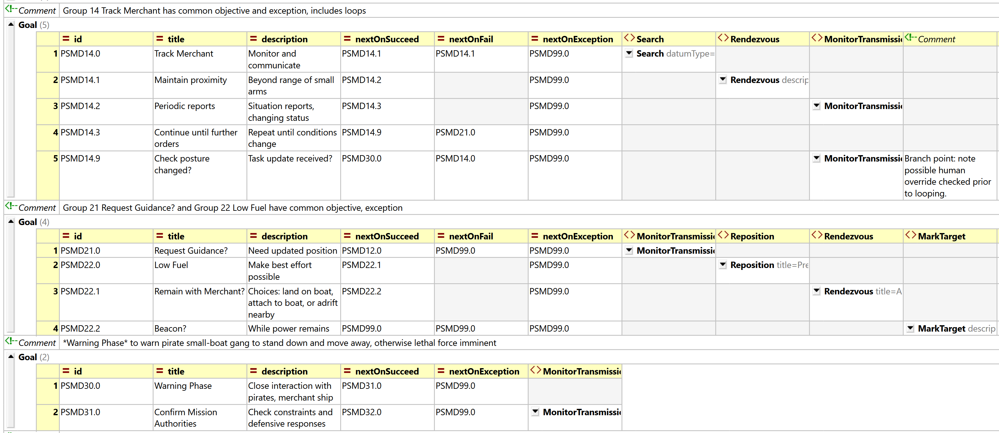 <!-- Comment Group 14 Track Merchant has common objective and exception, includes loops
Goal (5)
= id = title = description = nextOnSucceed = nextOnFail = nextOnException <> Search <> Rendezvous <> MonitorTransmissi <!-- Comment
1 PSMD14.0 Track Merchant Monitor and PSMD14.1 PSMD14.1 PSMD99.0 Search datumType=
communicate
2 PSMD14.1 Maintain proximity Beyond range of small PSMD14.2 PSMD99.0 Rendezvous descrip
arms
3 PSMD14.2 Periodic reports Situation reports, PSMD14.3 PSMD99.0 MonitorTransmissi
changing status
4 PSMD14.3 Continue until further Repeat until conditions PSMD14.9 PSMD21.0 PSMD99.0
orders change
5 PSMD14.9 Check posture Task update received? PSMD30.0 PSMD14.0 PSMD99.0 MonitorTransmissi Branch point: note
changed? possible human
override checked prior
to looping.
<!-- Comment Group 21 Request Guidance? and Group 22 Low Fuel have common objective, exception
Goal (4)
= id = title = description = nextOnSucceed = nextOnFail = nextOnException <> MonitorTransmissi <> Reposition <> Rendezvous <> MarkTarget
1 PSMD21.0 Request Guidance? Need updated position PSMD12.0 PSMD99.0 PSMD99.0 MonitorTransmissi
2 PSMD22.0 Low Fuel Make best effort PSMD22.1 PSMD99.0 Reposition title=Pre
possible
3 PSMD22.1 Remain with Merchant? Choices: land on boat, PSMD22.2 PSMD99.0 Rendezvous title=A
attach to boat, or adrift
nearby
4 PSMD22.2 Beacon? While power remains PSMD99.0 PSMD99.0 PSMD99.0 MarkTarget descrip
<!-- Comment *Warning Phase* to warn pirate small-boat gang to stand down and move away, otherwise lethal force imminent
Goal (2)
= id = title = description = nextOnSucceed = nextOnException <> MonitorTransmissi
1 PSMD30.0 Warning Phase Close interaction with PSMD31.0 PSMD99.0
pirates, merchant ship
2 PSMD31.0 Confirm Mission Check constraints and PSMD32.0 PSMD99.0 MonitorTransmissi
Authorities defensive responses